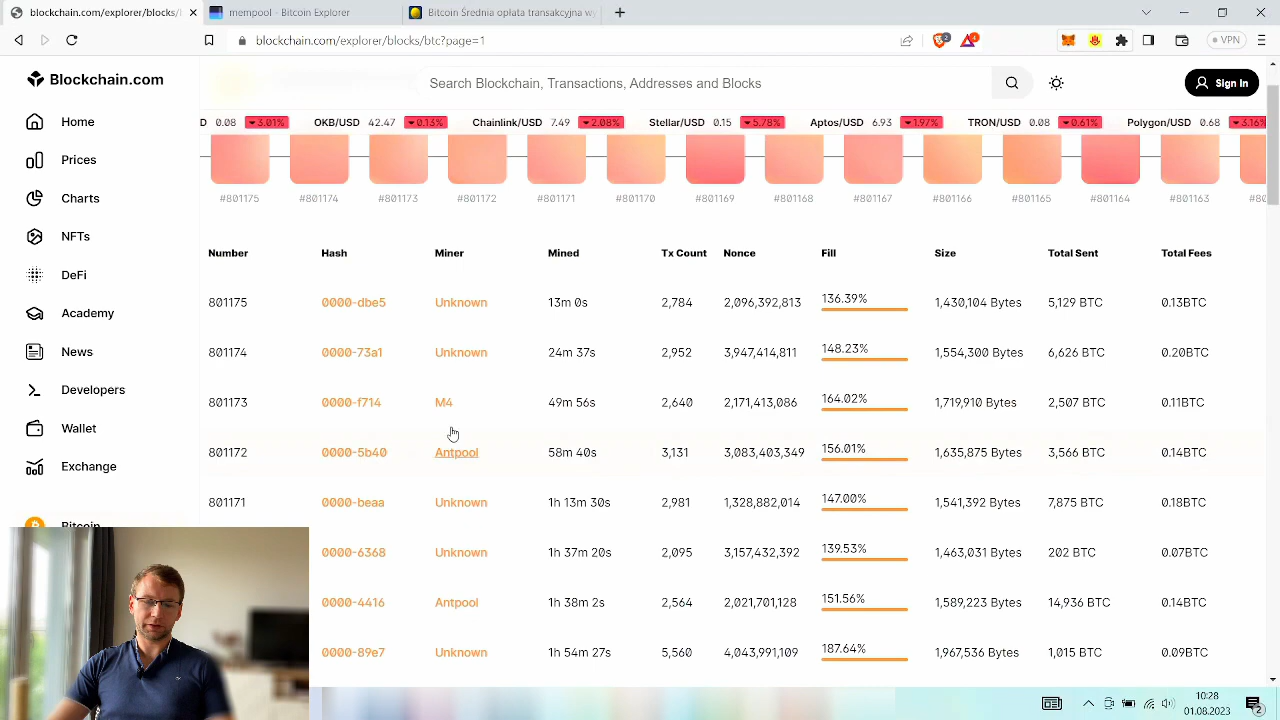 blockchain.com/explorer/blocks/
mempool - Bitcoin Explorer
Bitcoin średnia opłata transakcyjna wy
blockchain.com/explorer/blocks/btc?page=1
2
4
VPN
Blockchain.com
Search Blockchain, Transactions, Addresses and Blocks
Sign In
D 0.08 3.01% OKB/USD 42.47 0.13% Chainlink/USD 7.49 2.08% Stellar/USD 0.15 5.78% Aptos/USD 6.93 1.97% TRON/USD 0.08 0.61% Polygon/USD 0.68 3.16%
Home
Prices
Charts
NFTs
DeFi
Academy
News
Developers
Wallet
Exchange
Bitcoin
#801175 #801174 #801173 #801172 #801171 #801170 #801169 #801168 #801167 #801166 #801165 #801164 #801163 #80
Number Hash Miner Mined Tx Count Nonce Fill Size Total Sent Total Fees
801175 0000-dbe5 Unknown 13m 0s 2,784 2,096,392,813 136.39% 1,430,104 Bytes 5,129 BTC 0.13BTC
801174 0000-73a1 Unknown 24m 37s 2,952 3,947,414,811 148.23% 1,554,300 Bytes 6,626 BTC 0.20BTC
801173 0000-f714 M4 49m 56s 2,640 2,171,413,086 164.02% 1,719,910 Bytes 2,507 BTC 0.11BTC
801172 0000-5b40 Antpool 58m 40s 3,131 3,083,403,349 156.01% 1,635,875 Bytes 3,566 BTC 0.14BTC
801171 0000-beaa Unknown 1h 13m 30s 2,981 1,328,882,014 147.00% 1,541,392 Bytes 7,875 BTC 0.18BTC
0000-6368 Unknown 1h 37m 20s 2,095 3,157,432,392 139.53% 1,463,031 Bytes 202 BTC 0.07BTC
0000-4416 Antpool 1h 38m 2s 2,564 2,021,701,128 151.56% 1,589,223 Bytes 14,936 BTC 0.14BTC
0000-89e7 Unknown 1h 54m 27s 5,560 4,043,991,109 187.64% 1,967,536 Bytes 1,015 BTC 0.09BTC
10:28
01.08.2023
2